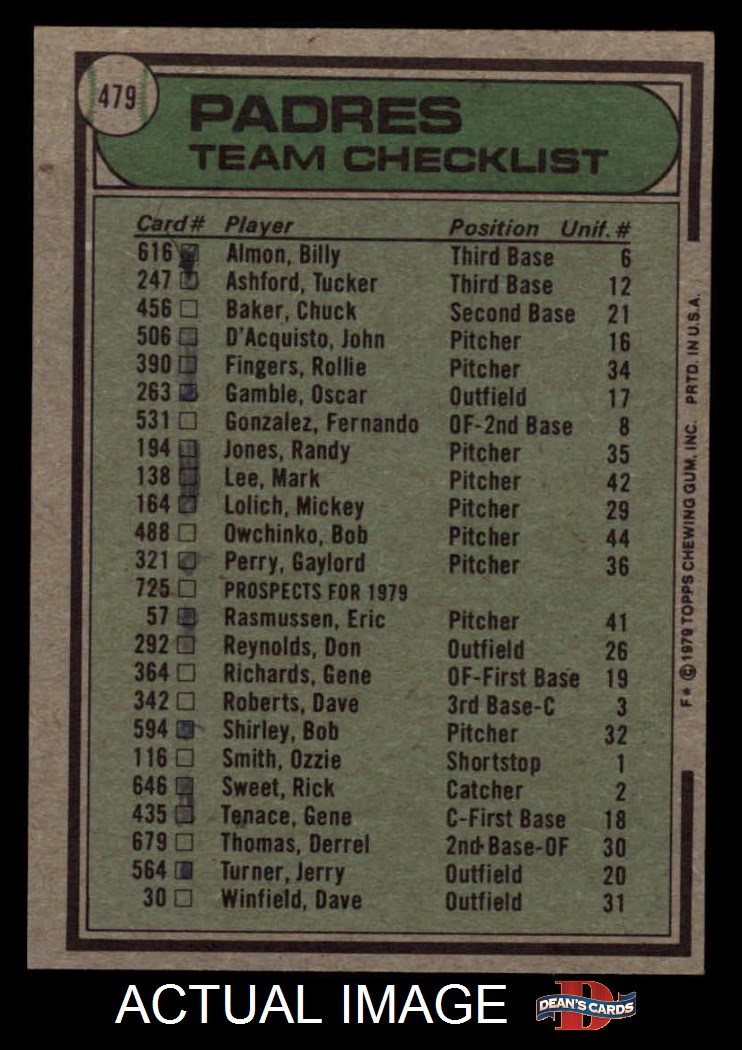 479
PADRES
TEAM CHECKLIST
Card # Player Position Unif. #
616 Almon, Billy Third Base 6
247 Ashford, Tucker Third Base 12
456 Baker, Chuck Second Base 21
506 D'Acquisto, John Pitcher 16
390 Fingers, Rollie Pitcher 34
263 Gamble, Oscar Outfield 17
531 Gonzalez, Fernando OF-2nd Base 8
194 Jones, Randy Pitcher 35
138 Lee, Mark Pitcher 42
164 Lolich, Mickey Pitcher 29
488 Owchinko, Bob Pitcher 44
321 Perry, Gaylord Pitcher 36
725 PROSPECTS FOR 1979
57 Rasmussen, Eric Pitcher 41
292 Reynolds, Don Outfield 26
364 Richards, Gene OF-First Base 19
342 Roberts, Dave 3rd Base-C 3
594 Shirley, Bob Pitcher 32
116 Smith, Ozzie Shortstop 1
646 Sweet, Rick Catcher 2
435 Tenace, Gene C-First Base 18
679 Thomas, Derrel 2nd-Base-OF 30
564 Turner, Jerry Outfield 20
30 Winfield, Dave Outfield 31
F* © 1979 TOPPS CHEWING GUM, INC. PRTD. IN U.S.A.
ACTUAL IMAGE
D
DEAN'S CARDS